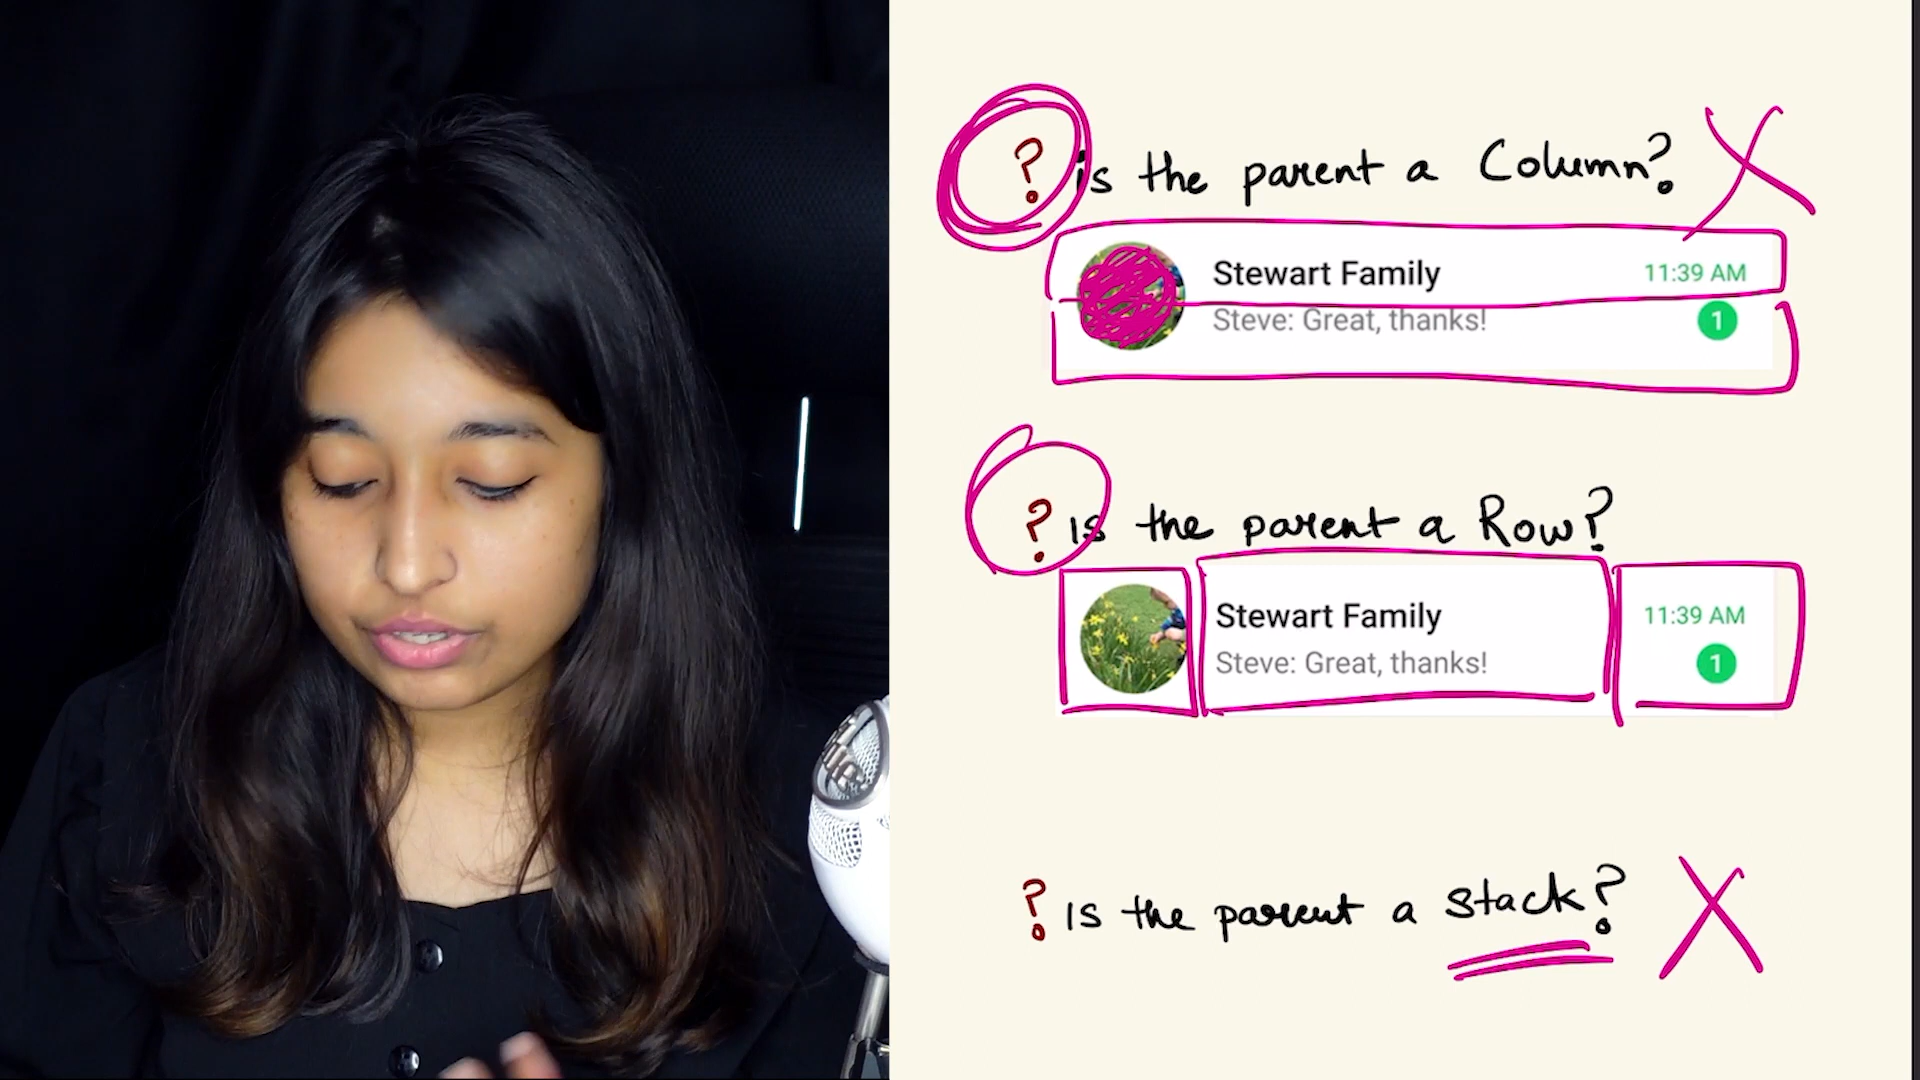 ? is the parent a Column? X
Stewart Family 11:39 AM
Steve: Great, thanks! 1
? is the parent a Row?
Stewart Family 11:39 AM
Steve: Great, thanks! 1
? Is the parent a Stack? X